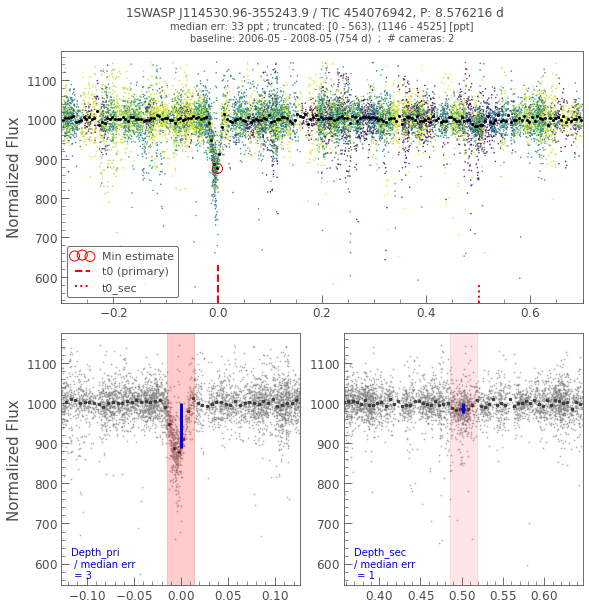 1SWASP J114530.96-355243.9 / TIC 454076942, P: 8.576216 d
median err: 33 ppt ; truncated: [0 - 563), (1146 - 4525] [ppt]
baseline: 2006-05 - 2008-05 (754 d)  ;  # cameras: 2
Normalized Flux
1100
1000
900
800
700
600
Min estimate
t0 (primary)
t0_sec
−0.2 0.0 0.2 0.4 0.6
Normalized Flux
1100
1000
900
800
700
600
Depth_pri
/ median err
= 3
−0.10 −0.05 0.00 0.05 0.10
1100
1000
900
800
700
600
Depth_sec
/ median err
= 1
0.40 0.45 0.50 0.55 0.60